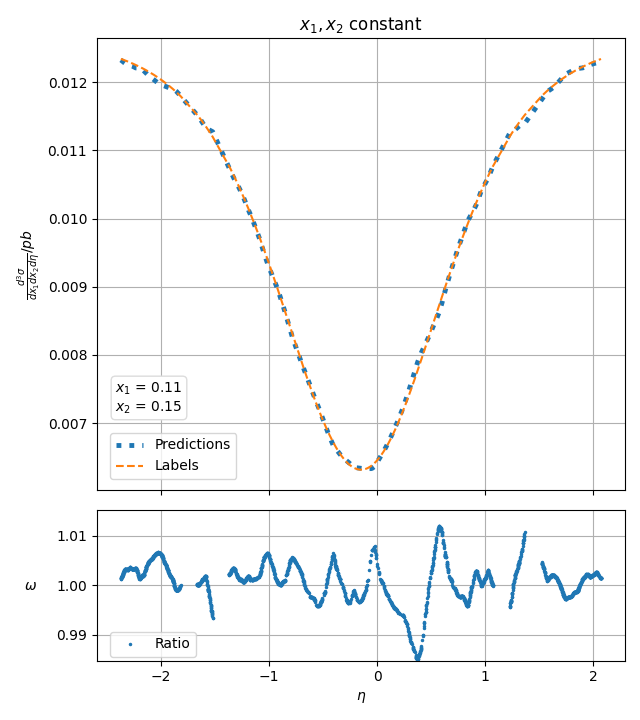 x₁, x₂ constant
0.012
0.011
0.010
0.009
0.008
0.007
d³σ/dx₁dx₂dη /pb
x₁ = 0.11
x₂ = 0.15
Predictions
Labels
1.01
1.00
0.99
ω
Ratio
−2 −1 0 1 2
η